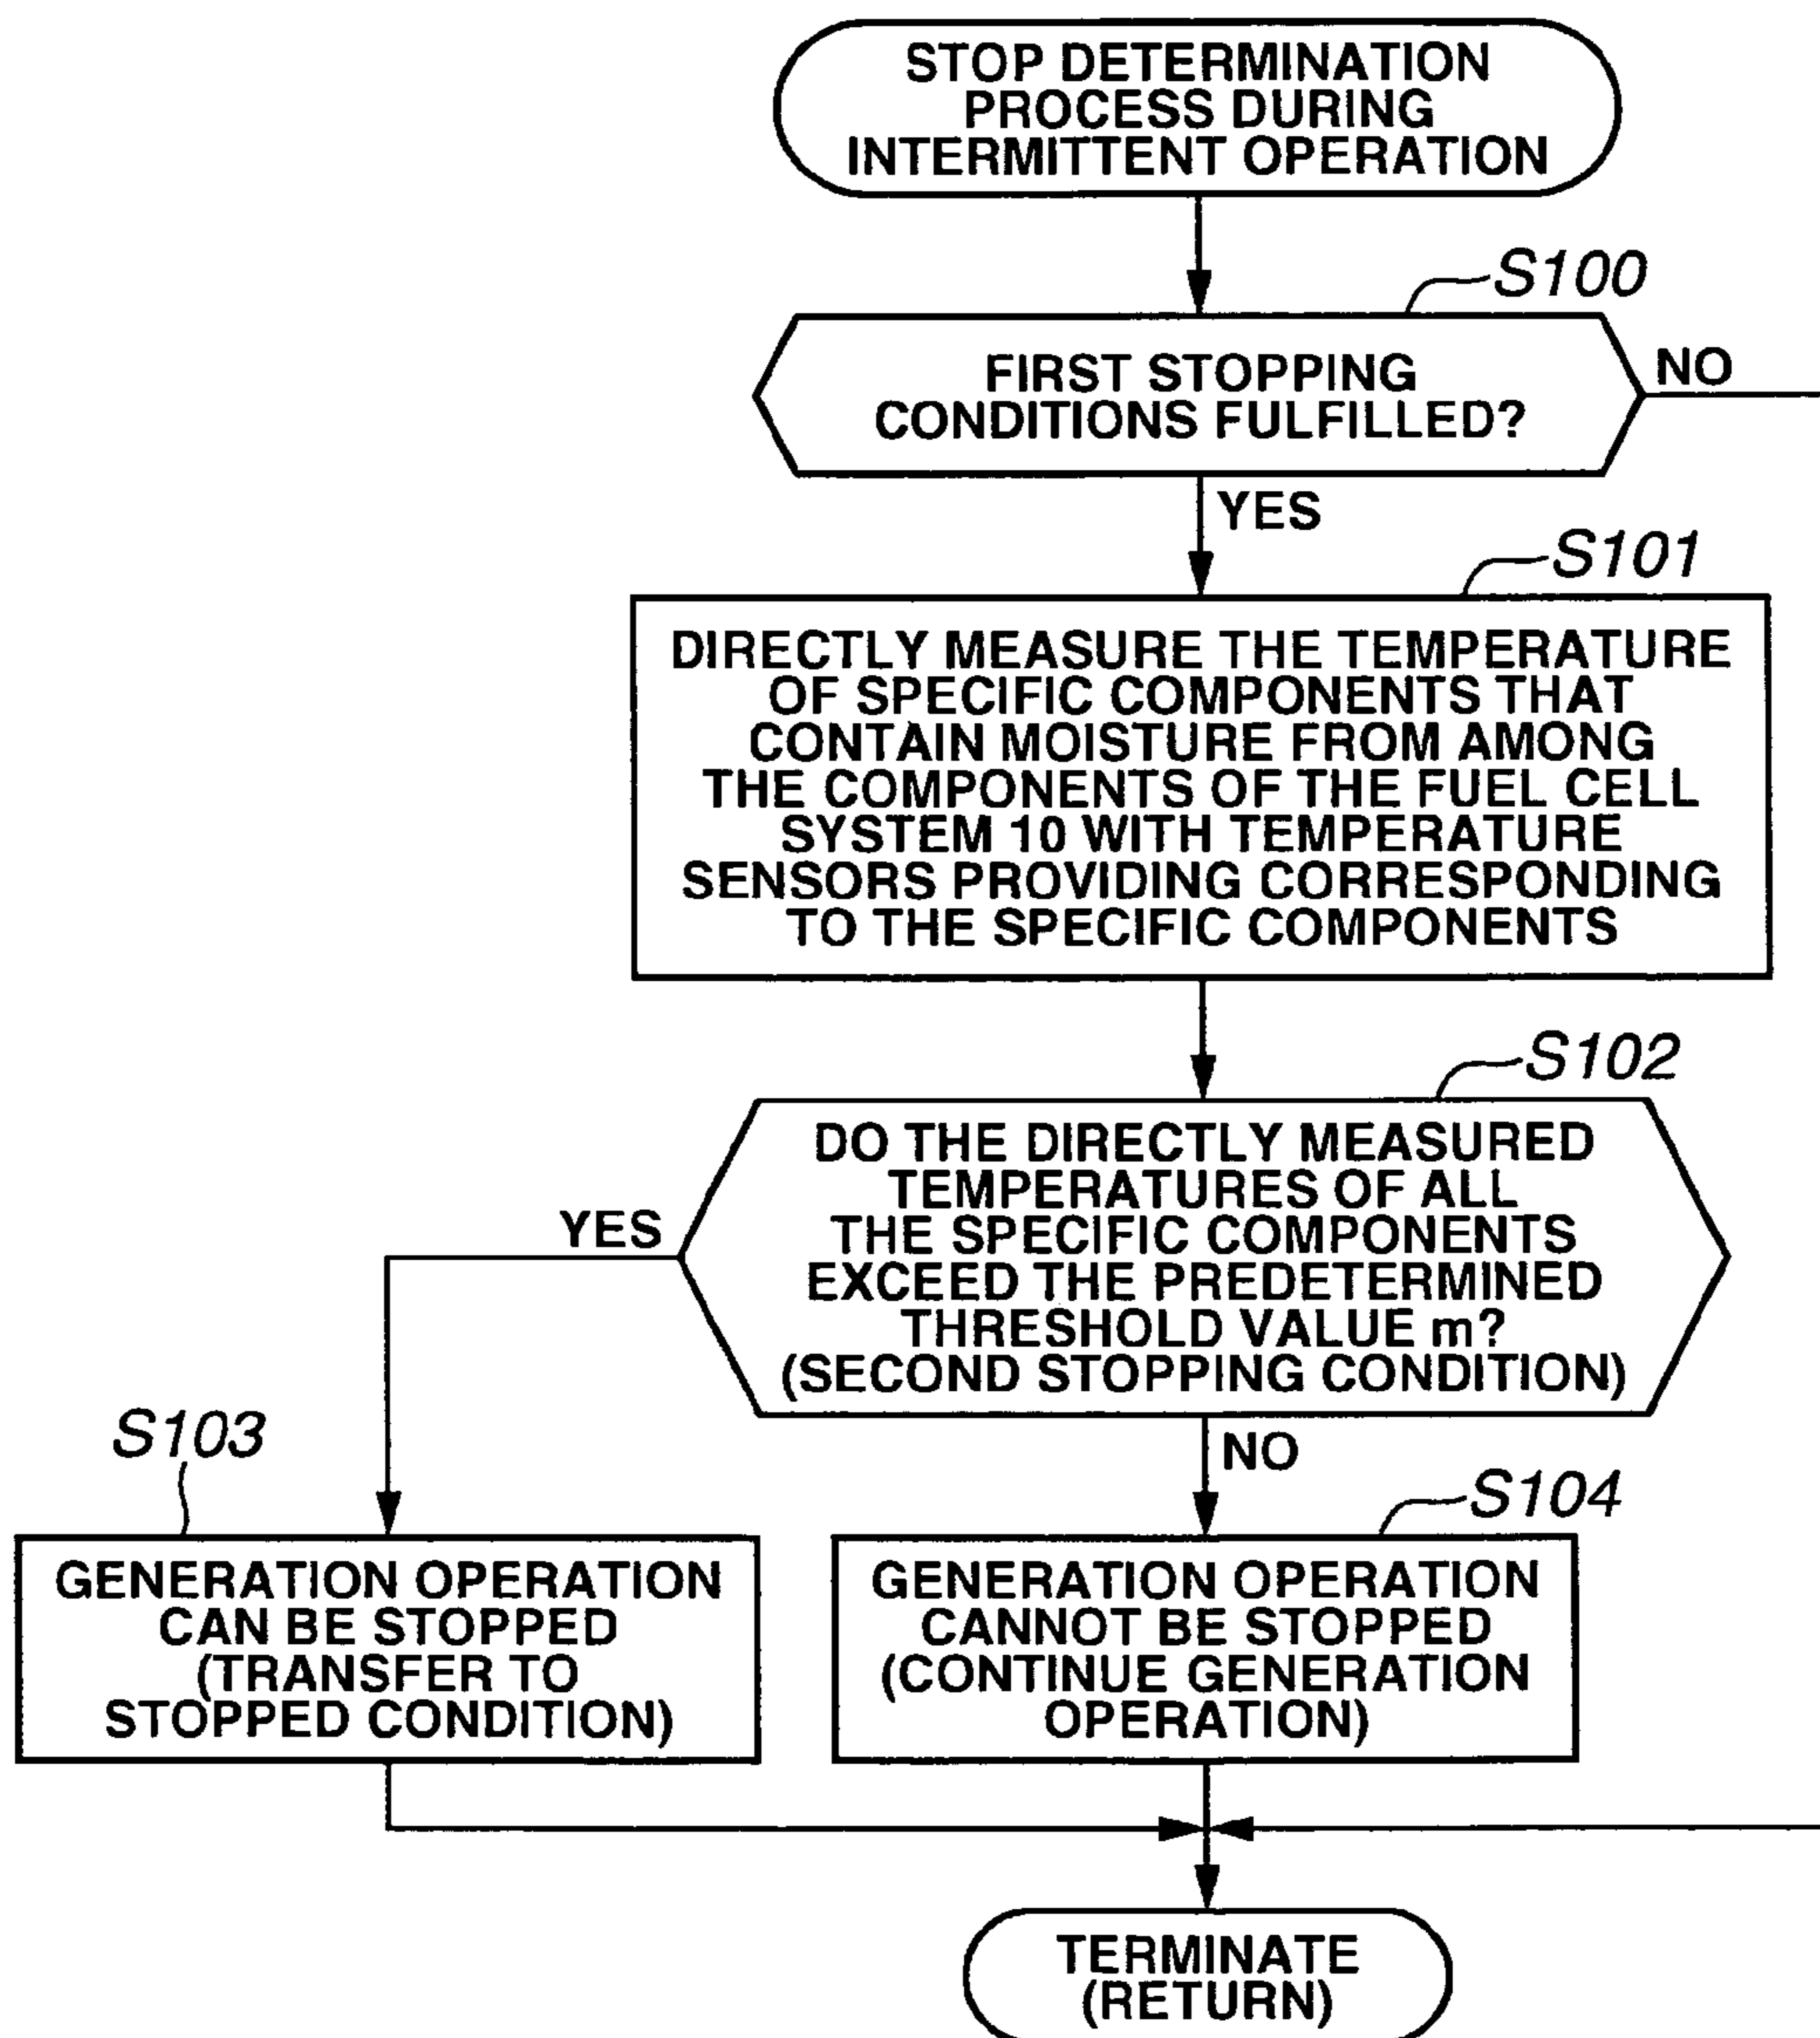 STOP DETERMINATION
PROCESS DURING
INTERMITTENT OPERATION
S100
FIRST STOPPING
CONDITIONS FULFILLED?
NO
YES
S101
DIRECTLY MEASURE THE TEMPERATURE
OF SPECIFIC COMPONENTS THAT
CONTAIN MOISTURE FROM AMONG
THE COMPONENTS OF THE FUEL CELL
SYSTEM 10 WITH TEMPERATURE
SENSORS PROVIDING CORRESPONDING
TO THE SPECIFIC COMPONENTS
S102
DO THE DIRECTLY MEASURED
TEMPERATURES OF ALL
THE SPECIFIC COMPONENTS
EXCEED THE PREDETERMINED
THRESHOLD VALUE m?
(SECOND STOPPING CONDITION)
YES
NO
S103
GENERATION OPERATION
CAN BE STOPPED
(TRANSFER TO
STOPPED CONDITION)
S104
GENERATION OPERATION
CANNOT BE STOPPED
(CONTINUE GENERATION
OPERATION)
TERMINATE
(RETURN)